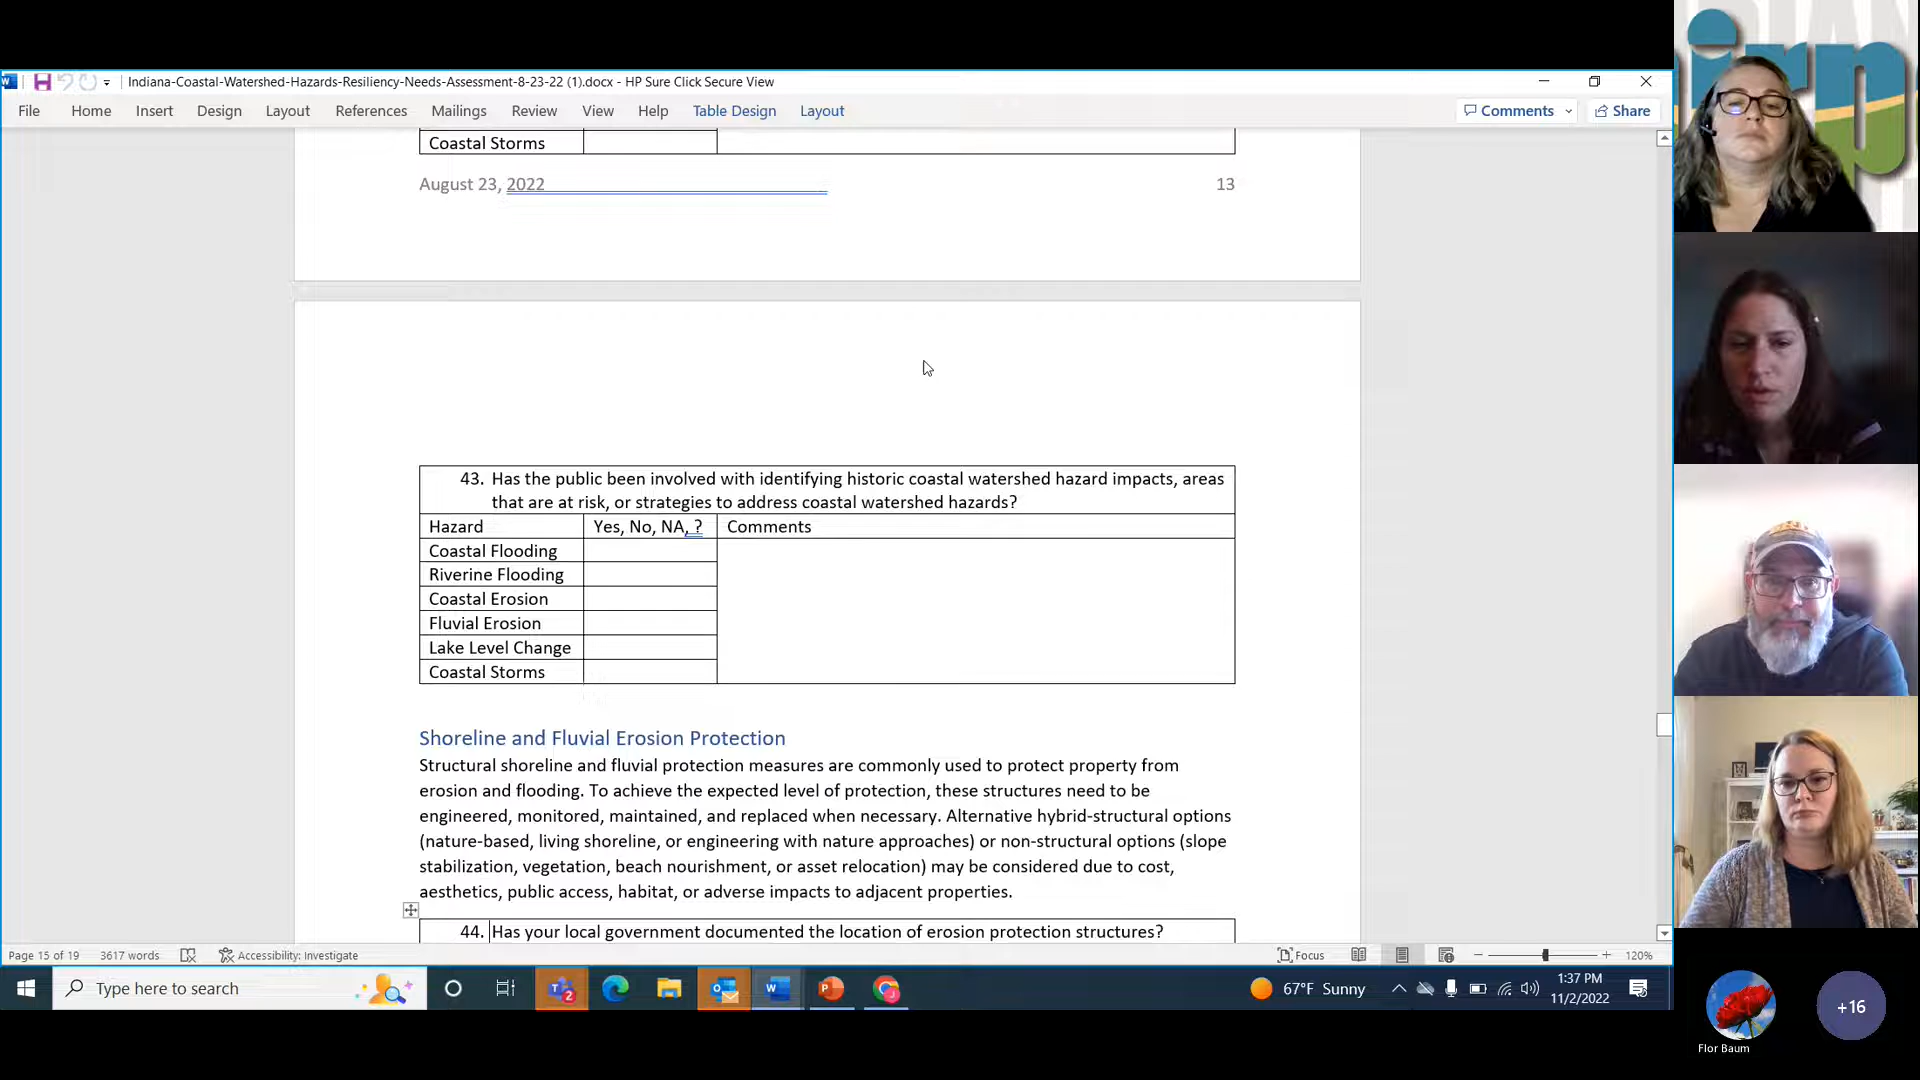 Indiana-Coastal-Watershed-Hazards-Resiliency-Needs-Assessment-8-23-22 (1).docx - HP Sure Click Secure View
File Home Insert Design Layout References Mailings Review View Help Table Design Layout Comments Share
Coastal Storms
August 23, 2022 13
43. Has the public been involved with identifying historic coastal watershed hazard impacts, areas
that are at risk, or strategies to address coastal watershed hazards?
Hazard Yes, No, NA, ? Comments
Coastal Flooding
Riverine Flooding
Coastal Erosion
Fluvial Erosion
Lake Level Change
Coastal Storms
Shoreline and Fluvial Erosion Protection
Structural shoreline and fluvial protection measures are commonly used to protect property from
erosion and flooding. To achieve the expected level of protection, these structures need to be
engineered, monitored, maintained, and replaced when necessary. Alternative hybrid-structural options
(nature-based, living shoreline, or engineering with nature approaches) or non-structural options (slope
stabilization, vegetation, beach nourishment, or asset relocation) may be considered due to cost,
aesthetics, public access, habitat, or adverse impacts to adjacent properties.
44. Has your local government documented the location of erosion protection structures?
Page 15 of 19 3617 words Accessibility: Investigate Focus 120%
Type here to search
67°F Sunny
1:37 PM
11/2/2022
+16
Flor Baum